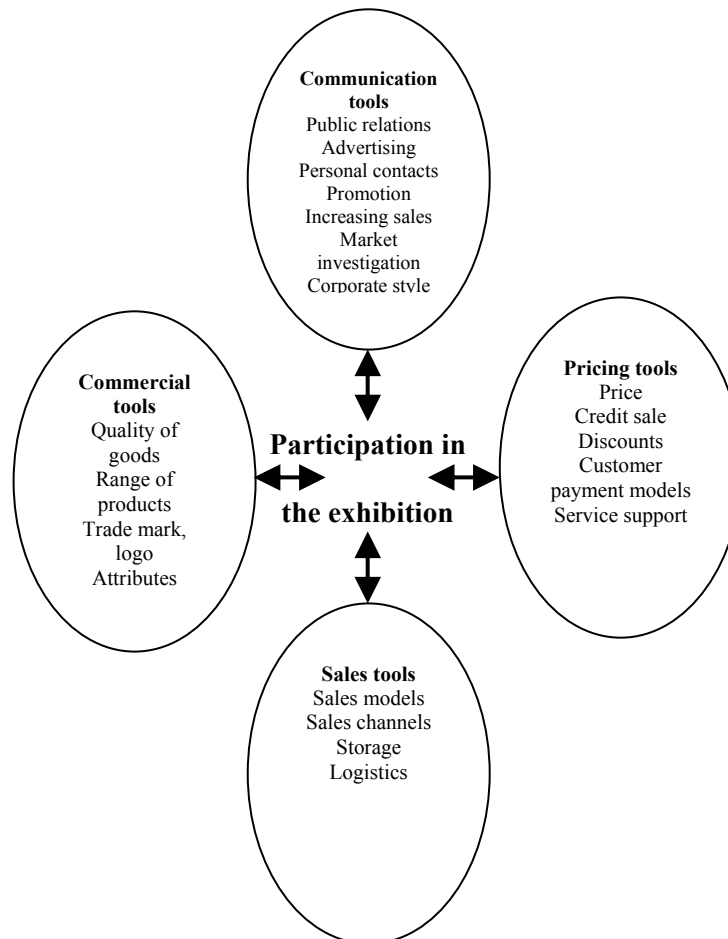 Communication
tools
Public relations
Advertising
Personal contacts
Promotion
Increasing sales
Market
investigation
Corporate style
Commercial
tools
Quality of
goods
Range of
products
Trade mark,
logo
Attributes
Participation in
the exhibition
Pricing tools
Price
Credit sale
Discounts
Customer
payment models
Service support
Sales tools
Sales models
Sales channels
Storage
Logistics